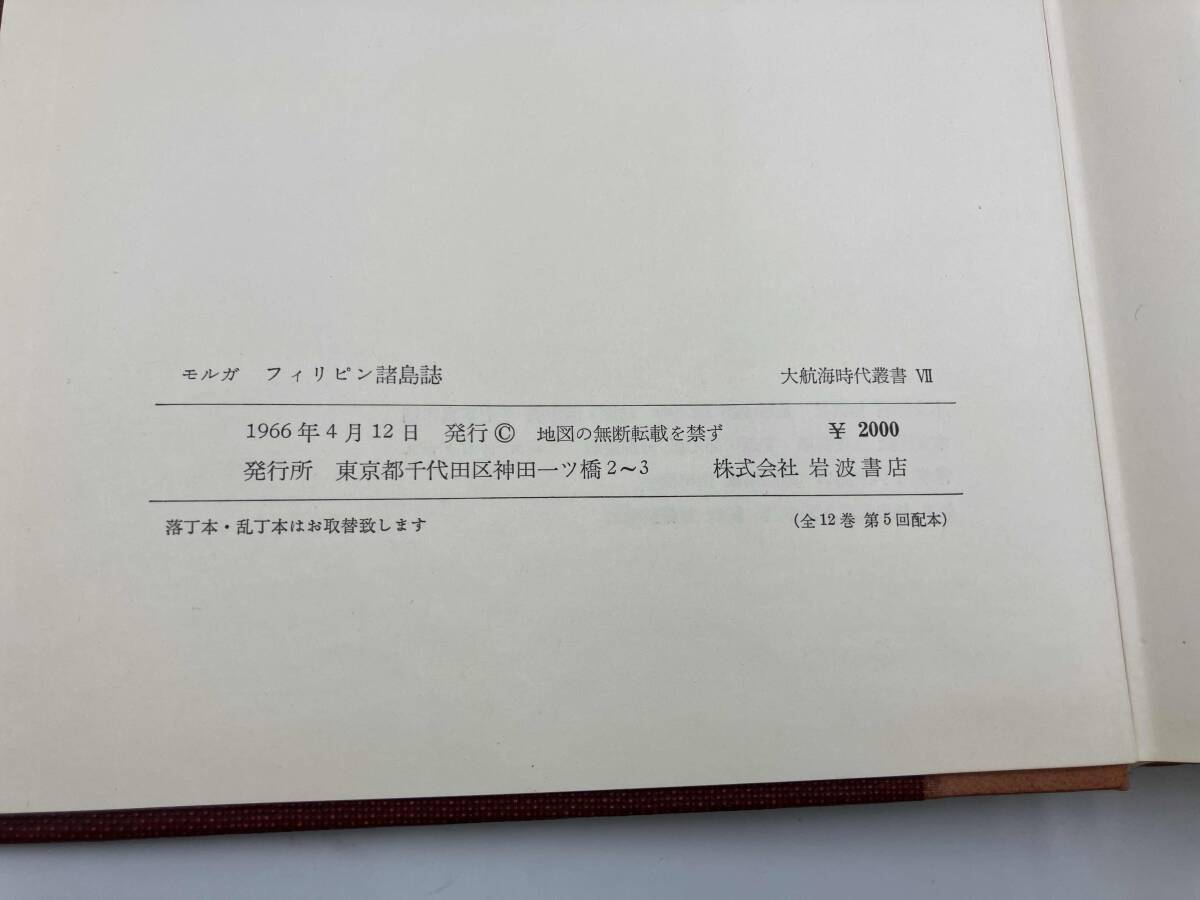 モルガ　フィリピン諸島誌　大航海時代叢書 Ⅶ
1966年4月12日　発行 ©　地図の無断転載を禁ず　¥ 2000
発行所　東京都千代田区神田一ツ橋2～3　株式会社 岩波書店
落丁本・乱丁本はお取替致します　（全12巻 第5回配本）